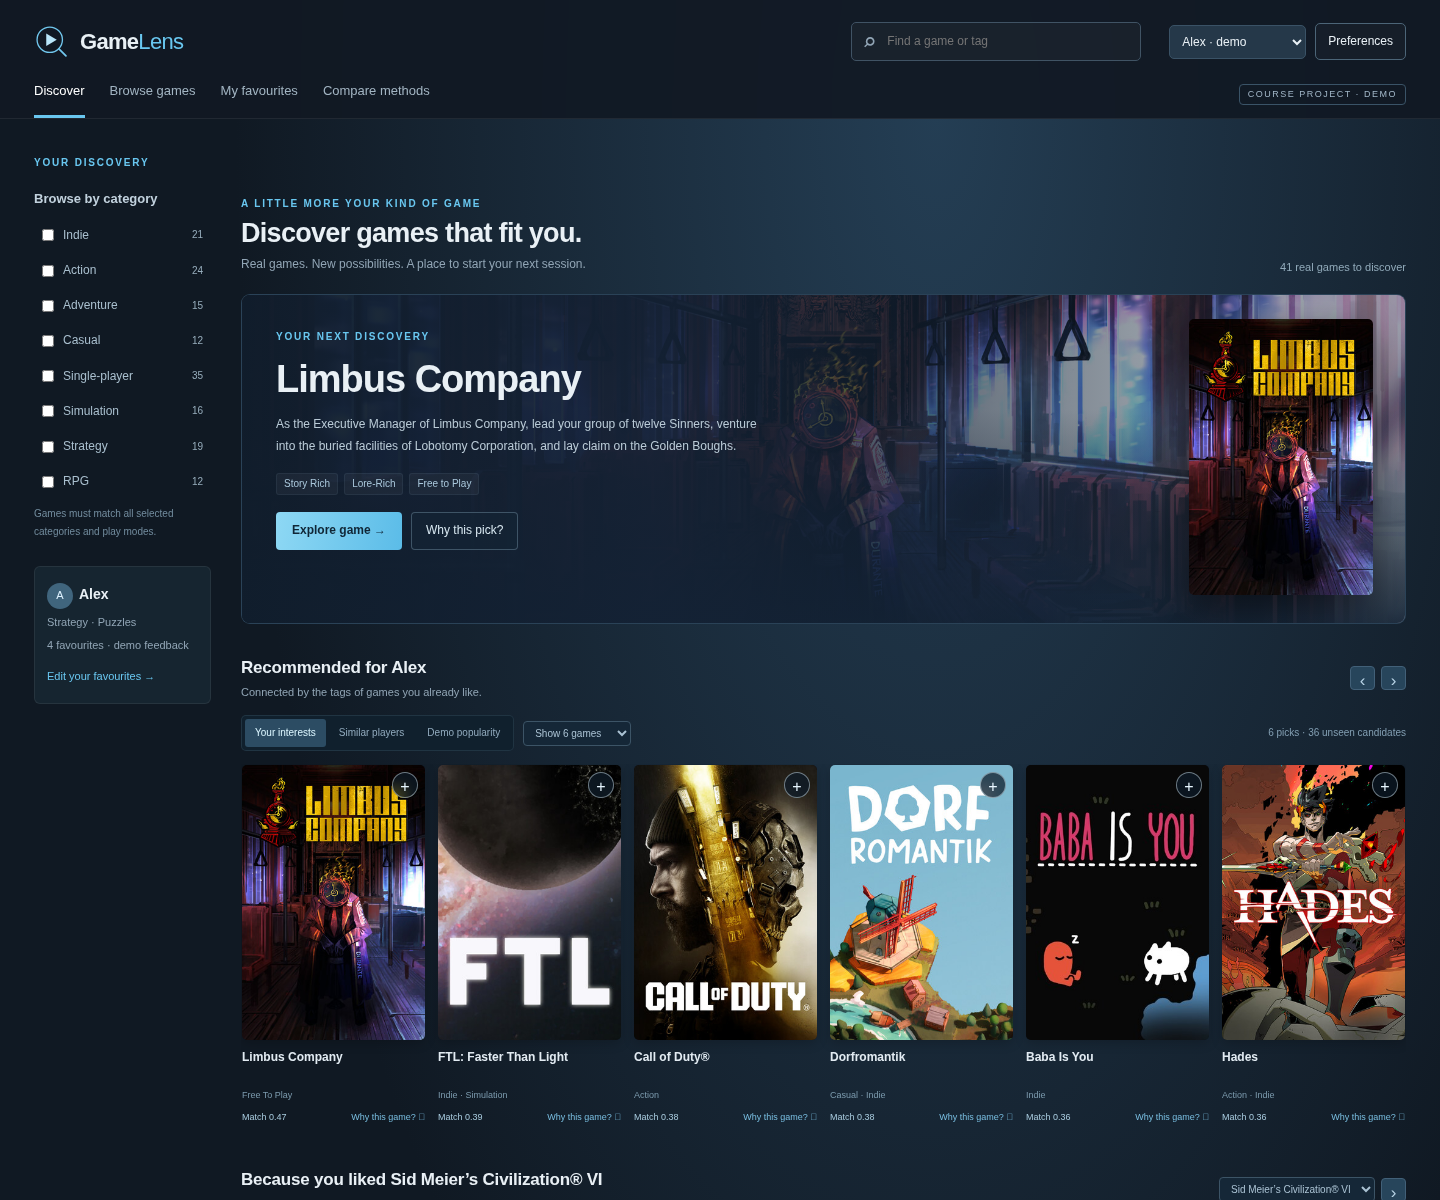 GameLens
Find a game or tag
Alex · demo
Preferences
Discover
Browse games
My favourites
Compare methods
COURSE PROJECT · DEMO
YOUR DISCOVERY
Browse by category
Indie 21
Action 24
Adventure 15
Casual 12
Single-player 35
Simulation 16
Strategy 19
RPG 12
Games must match all selected
categories and play modes.
A
Alex
Strategy · Puzzles
4 favourites · demo feedback
Edit your favourites →
A LITTLE MORE YOUR KIND OF GAME
Discover games that fit you.
Real games. New possibilities. A place to start your next session.
41 real games to discover
YOUR NEXT DISCOVERY
Limbus Company
As the Executive Manager of Limbus Company, lead your group of twelve Sinners, venture
into the buried facilities of Lobotomy Corporation, and lay claim on the Golden Boughs.
Story Rich
Lore-Rich
Free to Play
Explore game →
Why this pick?
LIMBUS
COMPANY
Recommended for Alex
Connected by the tags of games you already like.
‹ ›
Your interests
Similar players
Demo popularity
Show 6 games
6 picks · 36 unseen candidates
LIMBUS
COMPANY
+
FTL
+
CALL OF DUTY®
+
DORF
ROMANTIK
+
BABA IS YOU
z
+
HADES
+
Limbus Company
Free To Play
Match 0.47
Why this game?
FTL: Faster Than Light
Indie · Simulation
Match 0.39
Why this game?
Call of Duty®
Action
Match 0.38
Why this game?
Dorfromantik
Casual · Indie
Match 0.38
Why this game?
Baba Is You
Indie
Match 0.36
Why this game?
Hades
Action · Indie
Match 0.36
Why this game?
Because you liked Sid Meier’s Civilization® VI
Sid Meier’s Civilization® VI
›